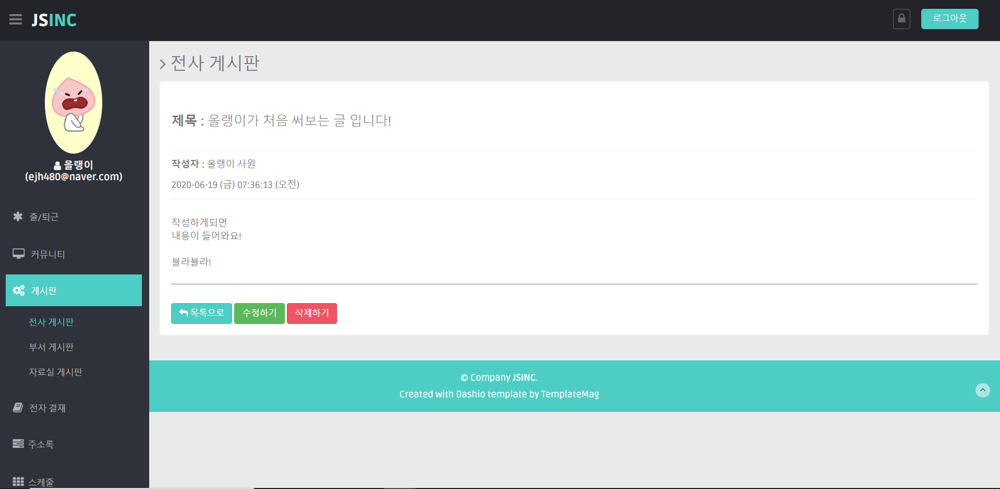 JSINC
로그아웃
올랭이
(ejh480@naver.com)
출/퇴근
커뮤니티
게시판
전사 게시판
부서 게시판
자료실 게시판
전자 결재
주소록
스케줄
전사 게시판
제목 : 올랭이가 처음 써보는 글 입니다!
작성자 : 올랭이 사원
2020-06-19 (금) 07:36:13 (오전)
작성하게되면
내용이 들어와요!
블라블라!
목록으로 수정하기 삭제하기
© Company JSINC.
Created with Dashio template by TemplateMag